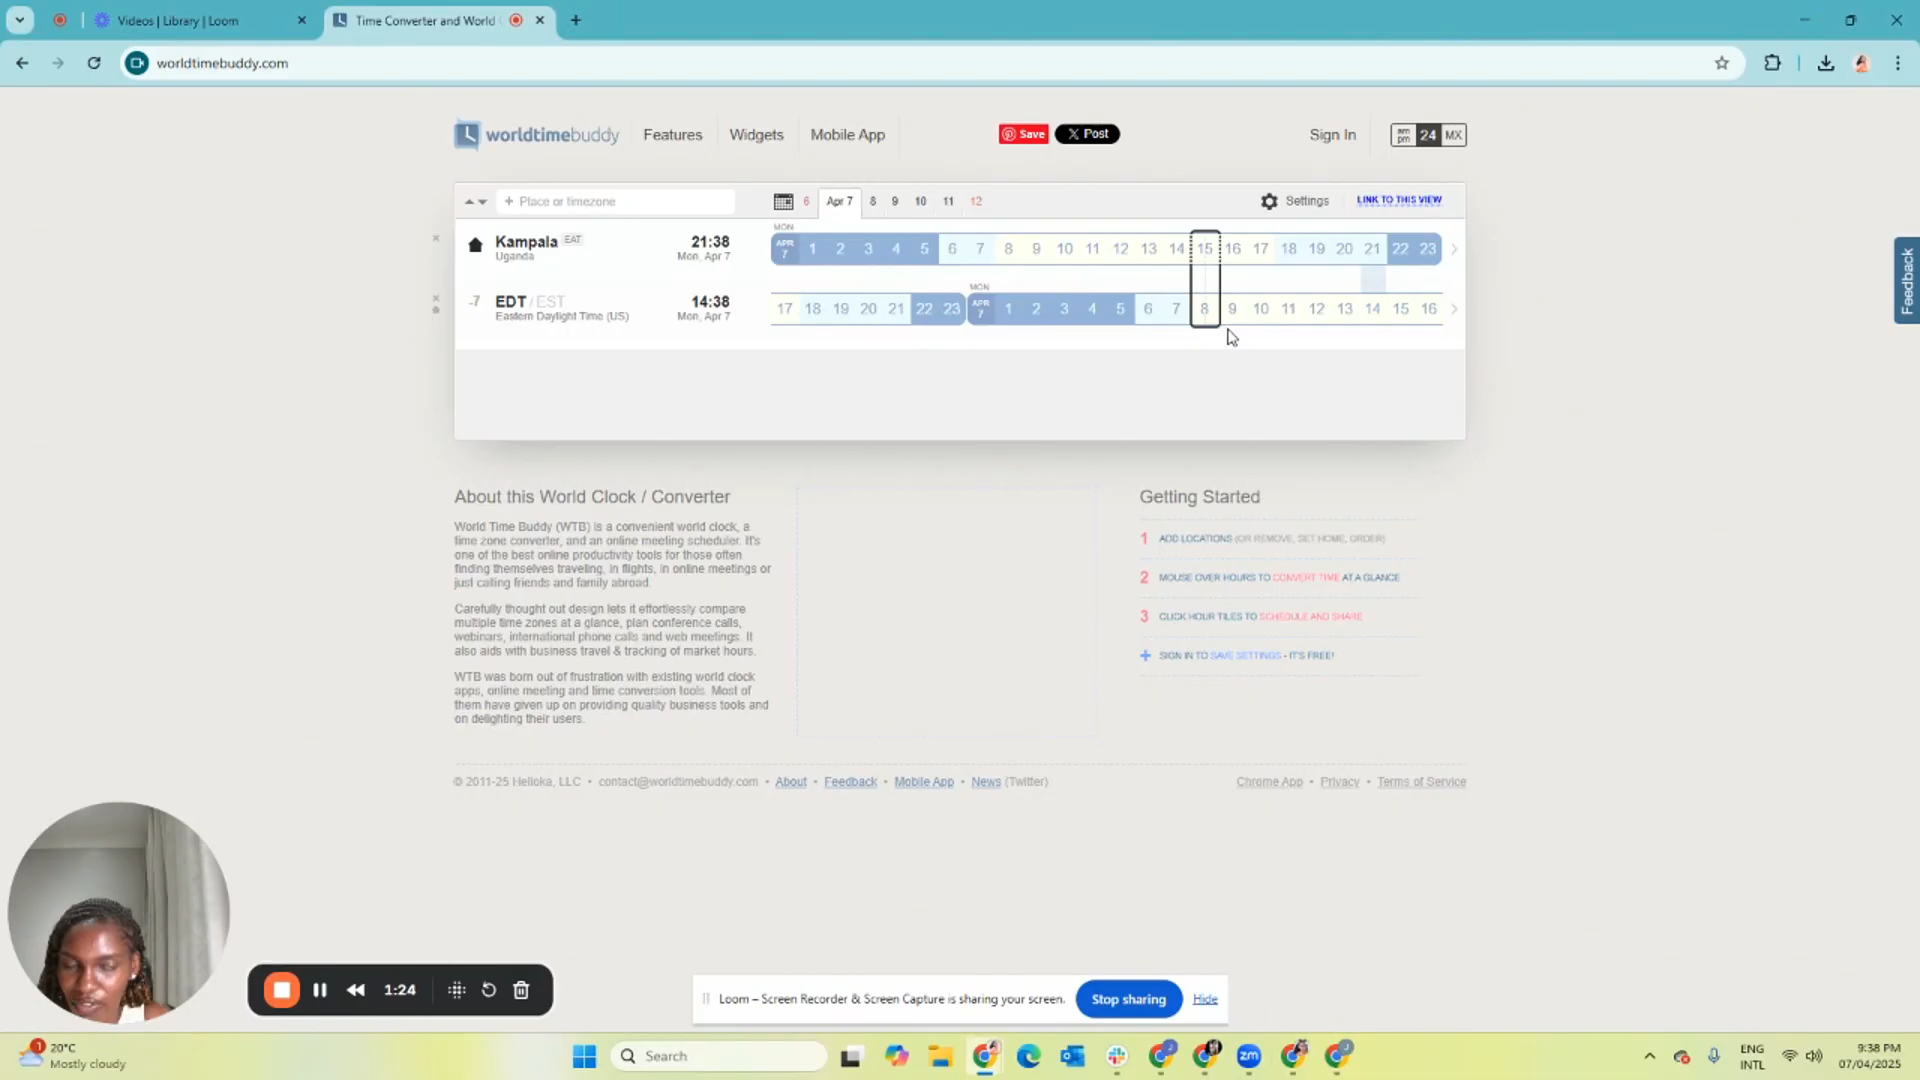 Videos | Library | Loom
Time Converter and World
worldtimebuddy.com
worldtimebuddy
Features
Widgets
Mobile App
Save
Post
Sign In
am pm 24 MX
+ Place or timezone
6 Apr 7 8 9 10 11 12
Settings
LINK TO THIS VIEW
Kampala EAT
Uganda
21:38
Mon, Apr 7
MON
APR 7 1 2 3 4 5 6 7 8 9 10 11 12 13 14 15 16 17 18 19 20 21 22 23
-7 EDT / EST
Eastern Daylight Time (US)
14:38
Mon, Apr 7
MON
17 18 19 20 21 22 23 APR 7 1 2 3 4 5 6 7 8 9 10 11 12 13 14 15 16
Feedback
About this World Clock / Converter
World Time Buddy (WTB) is a convenient world clock, a
time zone converter, and an online meeting scheduler. It's
one of the best online productivity tools for those often
finding themselves traveling, in flights, in online meetings or
just calling friends and family abroad.
Carefully thought out design lets it effortlessly compare
multiple time zones at a glance, plan conference calls,
webinars, international phone calls and web meetings. It
also aids with business travel & tracking of market hours.
WTB was born out of frustration with existing world clock
apps, online meeting and time conversion tools. Most of
them have given up on providing quality business tools and
on delighting their users.
Getting Started
1 ADD LOCATIONS (OR REMOVE, SET HOME, ORDER)
2 MOUSE OVER HOURS TO CONVERT TIME AT A GLANCE
3 CLICK HOUR TILES TO SCHEDULE AND SHARE
+ SIGN IN TO SAVE SETTINGS - IT'S FREE!
© 2011-25 Helloka, LLC • contact@worldtimebuddy.com • About • Feedback • Mobile App • News (Twitter)
Chrome App • Privacy • Terms of Service
1:24
Loom – Screen Recorder & Screen Capture is sharing your screen.
Stop sharing
Hide
1
20°C
Mostly cloudy
Search
zm
ENG
INTL
9:38 PM
07/04/2025